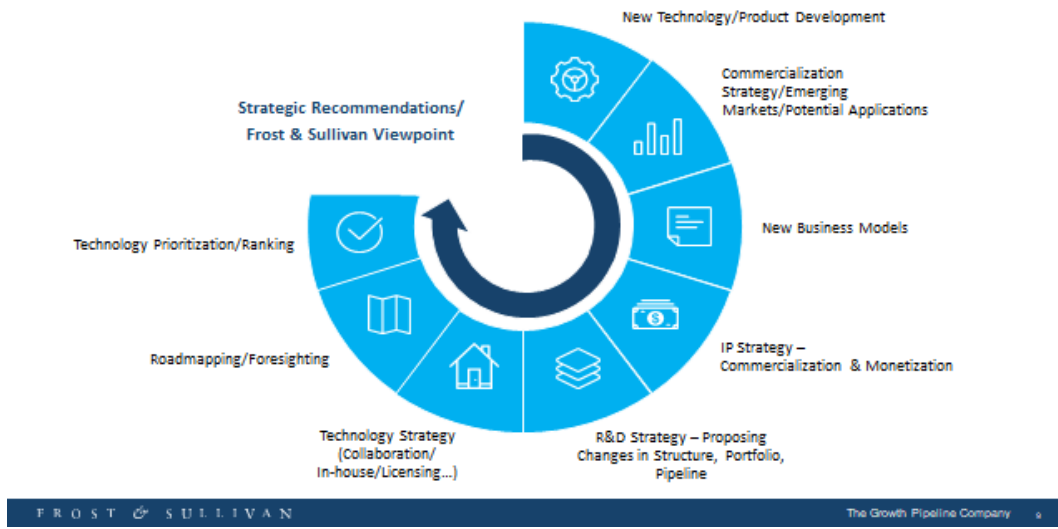 New Technology/Product Development
Commercialization
Strategy/Emerging
Markets/Potential Applications
Strategic Recommendations/
Frost & Sullivan Viewpoint
New Business Models
Technology Prioritization/Ranking
$
IP Strategy –
Commercialization & Monetization
Roadmapping/Foresighting
Technology Strategy
(Collaboration/
In-house/Licensing...)
R&D Strategy – Proposing
Changes in Structure, Portfolio,
Pipeline
FROST & SULLIVAN
The Growth Pipeline Company
9